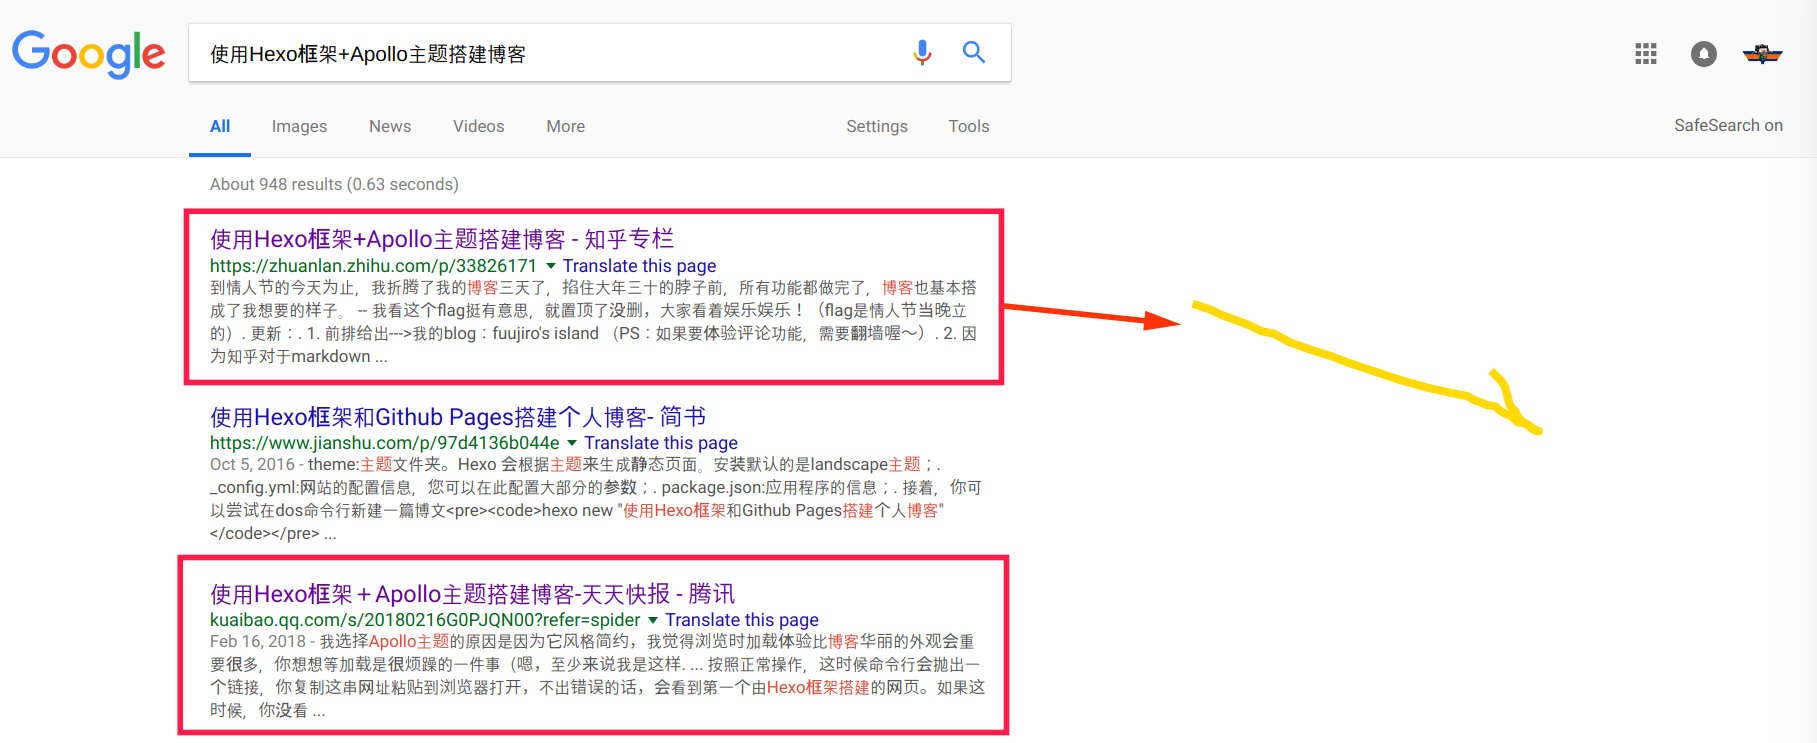 Google
使用Hexo框架+Apollo主题搭建博客
All Images News Videos More Settings Tools
SafeSearch on
About 948 results (0.63 seconds)
使用Hexo框架+Apollo主题搭建博客 - 知乎专栏
https://zhuanlan.zhihu.com/p/33826171 Translate this page
到情人节的今天为止，我折腾了我的博客三天了，掐住大年三十的脖子前，所有功能都做完了，博客也基本搭
成了我想要的样子。 -- 我看这个flag挺有意思，就置顶了没删，大家看着娱乐娱乐！（flag是情人节当晚立
的）. 更新：. 1. 前排给出--->我的blog：fuujiro's island （PS：如果要体验评论功能，需要翻墙喔～）. 2. 因
为知乎对于markdown ...
使用Hexo框架和Github Pages搭建个人博客- 简书
https://www.jianshu.com/p/97d4136b044e Translate this page
Oct 5, 2016 - theme:主题文件夹。Hexo 会根据主题来生成静态页面。安装默认的是landscape主题；.
_config.yml:网站的配置信息，您可以在此配置大部分的参数；. package.json:应用程序的信息；. 接着，你可
以尝试在dos命令行新建一篇博文<pre><code>hexo new "使用Hexo框架和Github Pages搭建个人博客"
</code></pre> ...
使用Hexo框架＋Apollo主题搭建博客-天天快报 - 腾讯
kuaibao.qq.com/s/20180216G0PJQN00?refer=spider Translate this page
Feb 16, 2018 - 我选择Apollo主题的原因是因为它风格简约，我觉得浏览时加载体验比博客华丽的外观会重
要很多，你想想等加载是很烦躁的一件事（嗯，至少来说我是这样. ... 按照正常操作，这时候命令行会抛出一
个链接，你复制这串网址粘贴到浏览器打开，不出错误的话，会看到第一个由Hexo框架搭建的网页。如果这
时候，你没看 ...